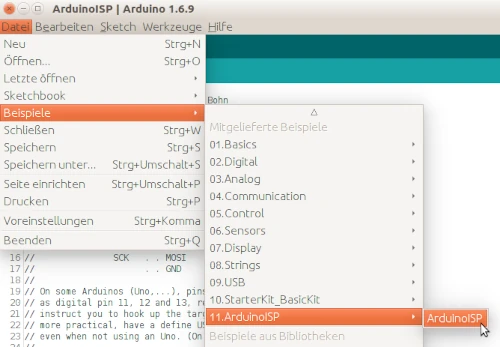 ArduinoISP | Arduino 1.6.9
Datei Bearbeiten Sketch Werkzeuge Hilfe
Neu Strg+N
Öffnen... Strg+O
Letzte öffnen
Sketchbook
Beispiele
Schließen Strg+W
Speichern Strg+S
Speichern unter... Strg+Umschalt+S
Seite einrichten Strg+Umschalt+P
Drucken Strg+P
Voreinstellungen Strg+Komma
Beenden Strg+Q
Bohn
Mitgelieferte Beispiele
01.Basics
02.Digital
03.Analog
04.Communication
05.Control
06.Sensors
07.Display
08.Strings
09.USB
10.StarterKit_BasicKit
11.ArduinoISP
Beispiele aus Bibliotheken
ArduinoISP
16 // SCK . . MOSI
17 // . . GND
18 //
19 // On some Arduinos (Uno,...), pins
20 // as digital pin 11, 12 and 13, r
21 // instruct you to hook up the tar
22 // more practical, have a define US
23 // even when not using an Uno. (On